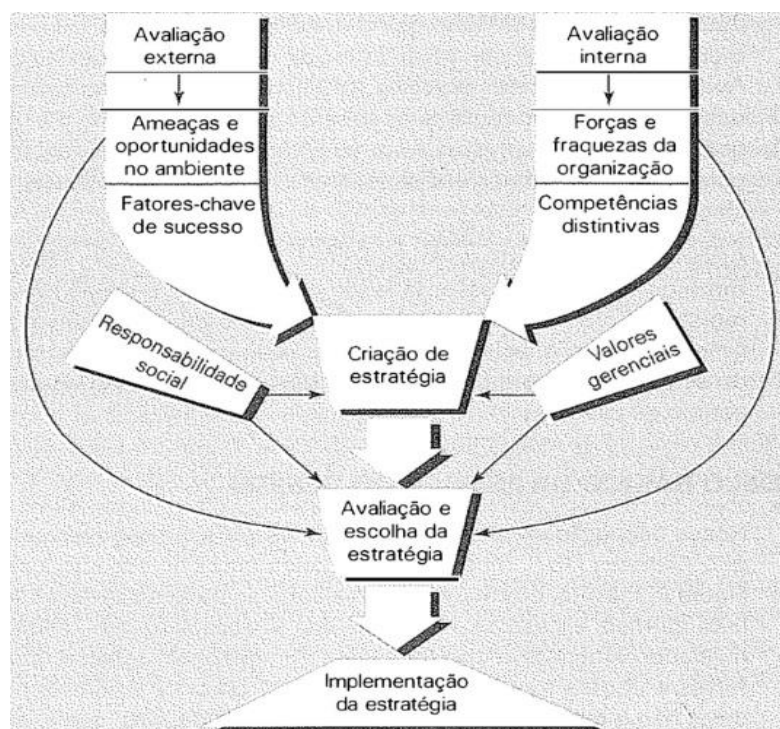 Avaliação
externa
Ameaças e
oportunidades
no ambiente
Fatores-chave
de sucesso
Avaliação
interna
Forças e
fraquezas da
organização
Competências
distintivas
Responsabilidade
social
Criação de
estratégia
Valores
gerenciais
Avaliação e
escolha da
estratégia
Implementação
da estratégia